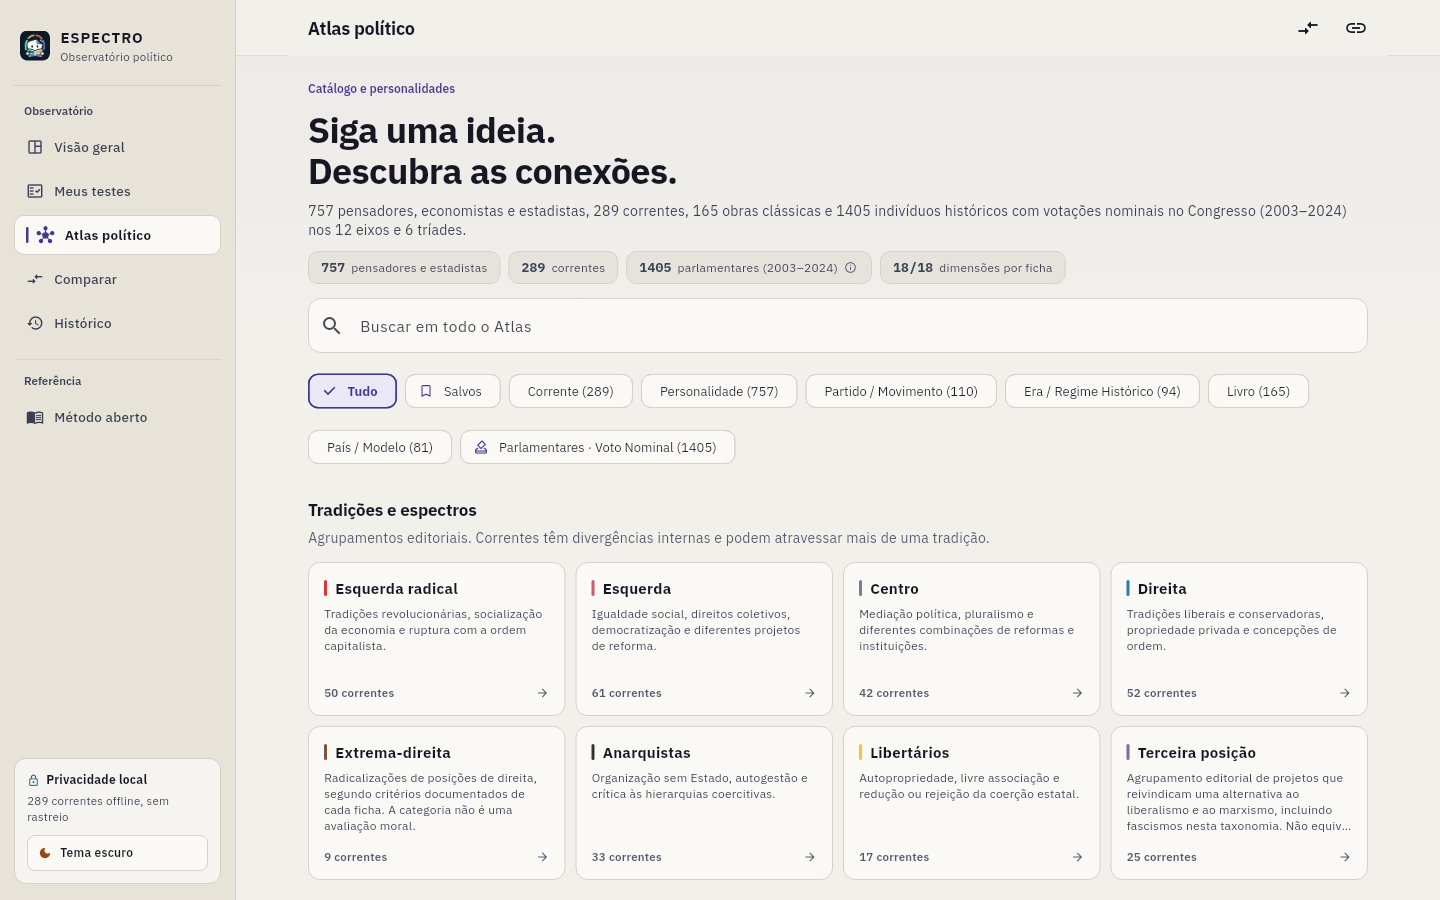 ESPECTRO
Observatório político
Observatório
Visão geral
Meus testes
Atlas político
Comparar
Histórico
Referência
Método aberto
Privacidade local
289 correntes offline, sem
rastreio
Tema escuro
Atlas político
Catálogo e personalidades
Siga uma ideia.
Descubra as conexões.
757 pensadores, economistas e estadistas, 289 correntes, 165 obras clássicas e 1405 indivíduos históricos com votações nominais no Congresso (2003–2024)
nos 12 eixos e 6 tríades.
757 pensadores e estadistas
289 correntes
1405 parlamentares (2003–2024)
18/18 dimensões por ficha
Buscar em todo o Atlas
Tudo
Salvos
Corrente (289)
Personalidade (757)
Partido / Movimento (110)
Era / Regime Histórico (94)
Livro (165)
País / Modelo (81)
Parlamentares · Voto Nominal (1405)
Tradições e espectros
Agrupamentos editoriais. Correntes têm divergências internas e podem atravessar mais de uma tradição.
Esquerda radical
Tradições revolucionárias, socialização
da economia e ruptura com a ordem
capitalista.
50 correntes
Esquerda
Igualdade social, direitos coletivos,
democratização e diferentes projetos
de reforma.
61 correntes
Centro
Mediação política, pluralismo e
diferentes combinações de reformas e
instituições.
42 correntes
Direita
Tradições liberais e conservadoras,
propriedade privada e concepções de
ordem.
52 correntes
Extrema-direita
Radicalizações de posições de direita,
segundo critérios documentados de
cada ficha. A categoria não é uma
avaliação moral.
9 correntes
Anarquistas
Organização sem Estado, autogestão e
crítica às hierarquias coercitivas.
33 correntes
Libertários
Autopropriedade, livre associação e
redução ou rejeição da coerção estatal.
17 correntes
Terceira posição
Agrupamento editorial de projetos que
reivindicam uma alternativa ao
liberalismo e ao marxismo, incluindo
fascismos nesta taxonomia. Não equiv…
25 correntes